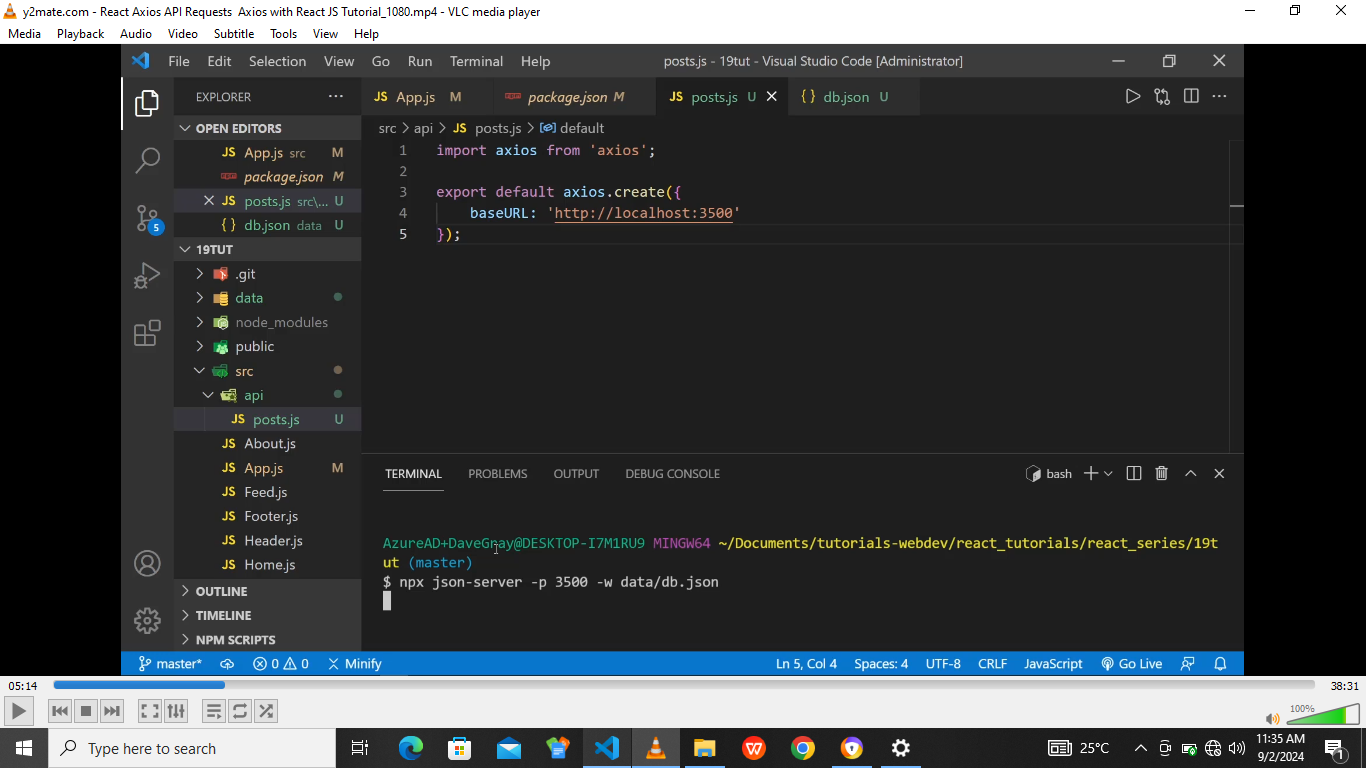 y2mate.com - React Axios API Requests  Axios with React JS Tutorial_1080.mp4 - VLC media player
Media Playback Audio Video Subtitle Tools View Help
File Edit Selection View Go Run Terminal Help posts.js - 19tut - Visual Studio Code [Administrator]
EXPLORER ··· JS App.js M package.json M JS posts.js U {} db.json U ···
OPEN EDITORS
JS App.js src M
package.json M
JS posts.js src\... U
{} db.json data U
19TUT
.git
data
node_modules
public
src
api
JS posts.js U
JS About.js
JS App.js M
JS Feed.js
JS Footer.js
JS Header.js
JS Home.js
OUTLINE
TIMELINE
NPM SCRIPTS
5
src > api > JS posts.js > default
1 import axios from 'axios';
2
3 export default axios.create({
4 baseURL: 'http://localhost:3500'
5 });
TERMINAL PROBLEMS OUTPUT DEBUG CONSOLE bash
AzureAD+DaveGray@DESKTOP-I7M1RU9 MINGW64 ~/Documents/tutorials-webdev/react_tutorials/react_series/19t
ut (master)
$ npx json-server -p 3500 -w data/db.json
master* 0 0 Minify Ln 5, Col 4 Spaces: 4 UTF-8 CRLF JavaScript Go Live
05:14 38:31
100%
Type here to search 25°C 11:35 AM
9/2/2024
1